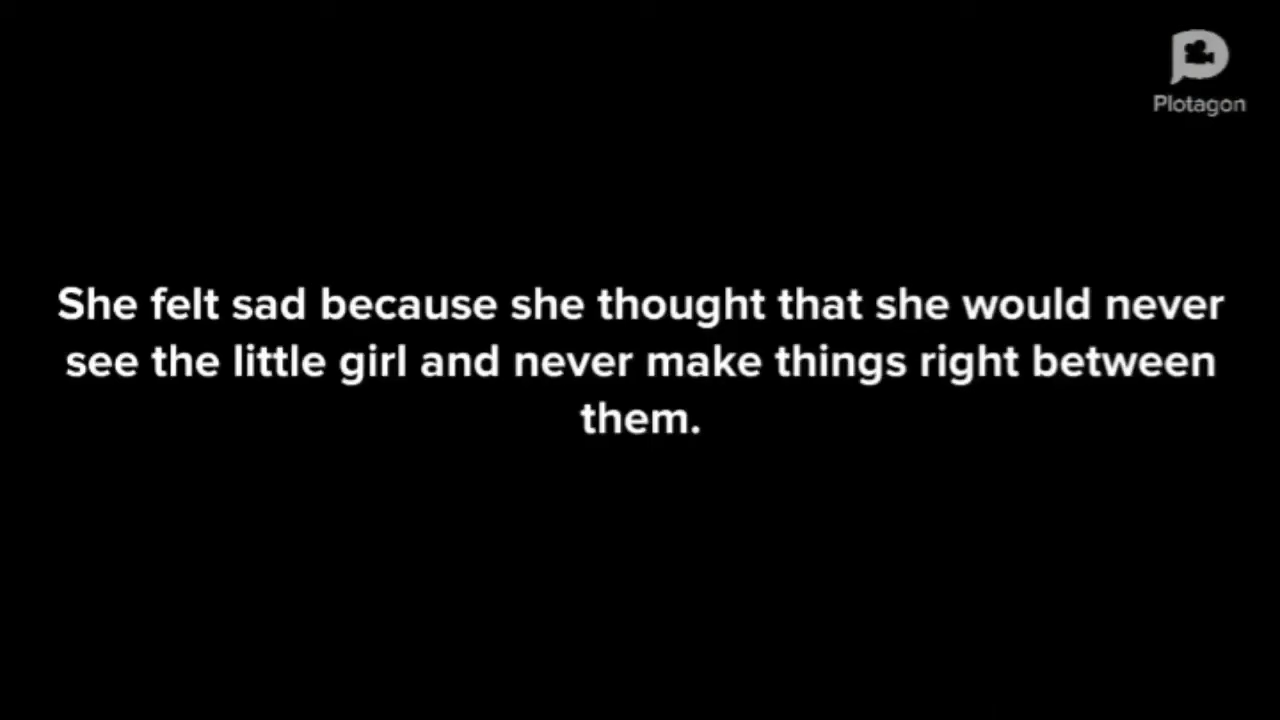 Plotagon
She felt sad because she thought that she would never
see the little girl and never make things right between
them.